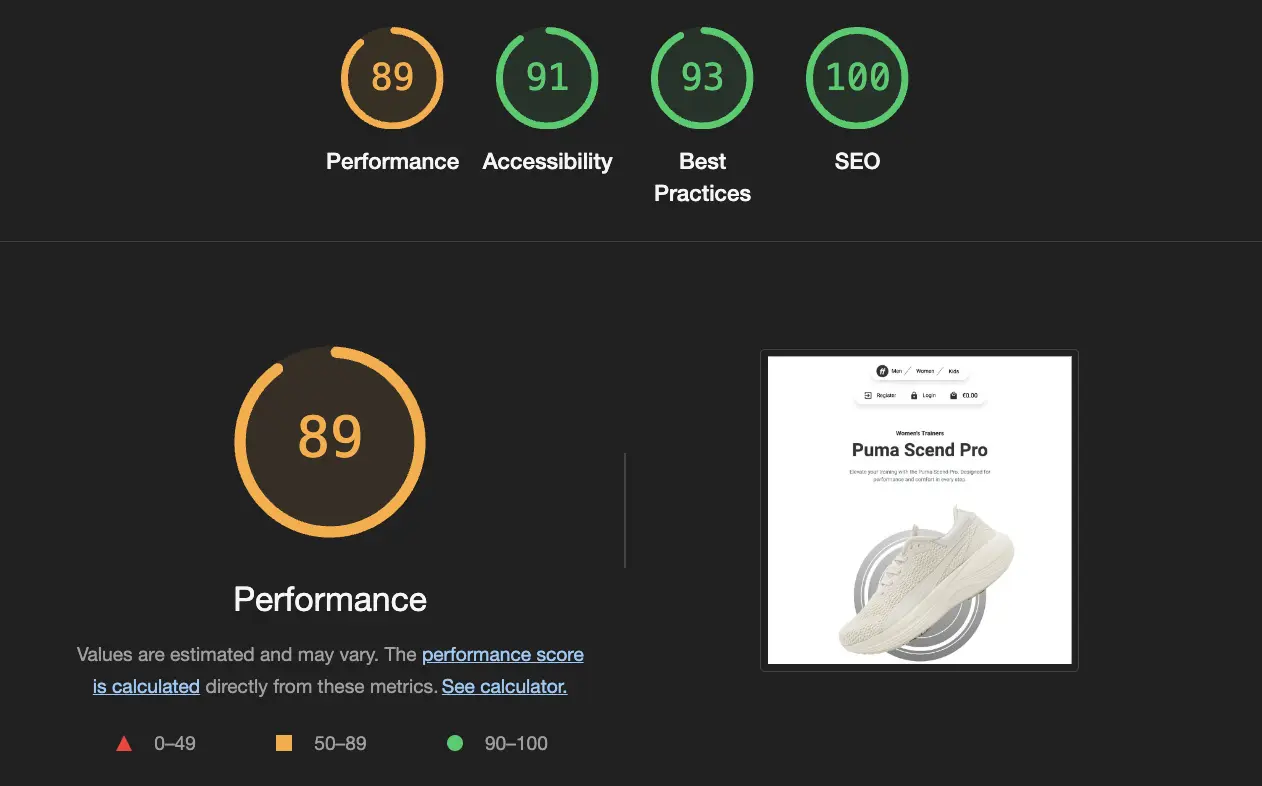 89
91
93
100
Performance
Accessibility
Best
Practices
SEO
89
Performance
Values are estimated and may vary. The performance score
is calculated directly from these metrics. See calculator.
0–49
50–89
90–100
Men
Women
Kids
Register
Login
€0.00
Women's Trainers
Puma Scend Pro
Elevate your training with the Puma Scend Pro. Designed for
performance and comfort in every step.